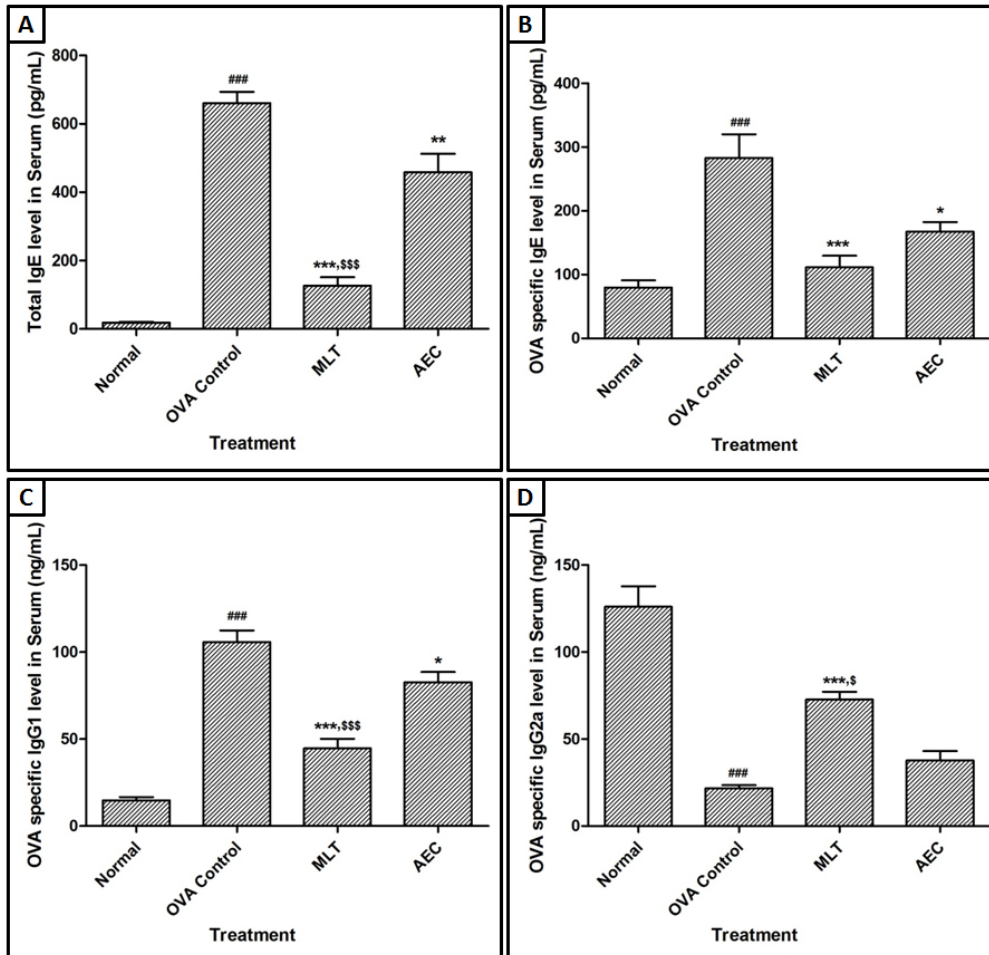 A
Total IgE level in Serum (pg/mL)
800
600
400
200
0
###
***,$$$
**
Normal
OVA Control
MLT
AEC
Treatment
B
OVA specific IgE level in Serum (pg/mL)
400
300
200
100
0
###
***
*
Normal
OVA Control
MLT
AEC
Treatment
C
OVA specific IgG1 level in Serum (ng/mL)
150
100
50
0
###
***,$$$
*
Normal
OVA Control
MLT
AEC
Treatment
D
OVA specific IgG2a level in Serum (ng/mL)
150
100
50
0
###
***,$
Normal
OVA Control
MLT
AEC
Treatment